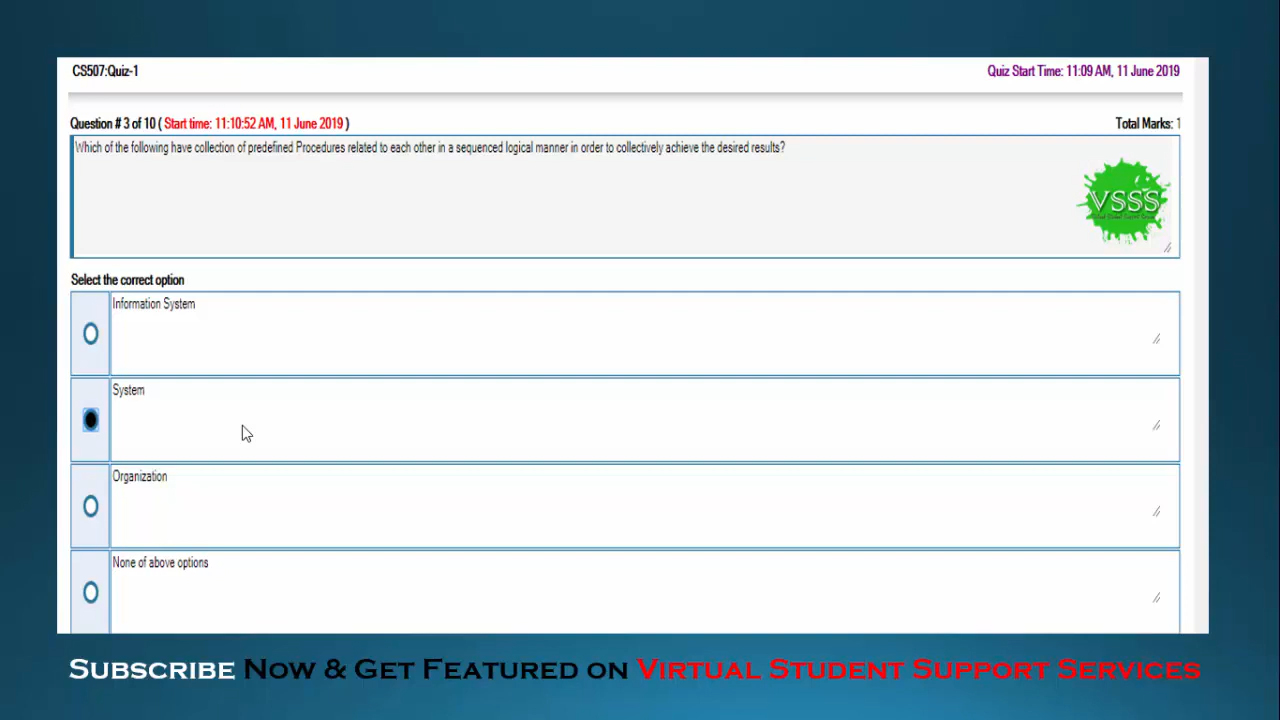 CS507:Quiz-1
Quiz Start Time: 11:09 AM, 11 June 2019
Question # 3 of 10 ( Start time: 11:10:52 AM, 11 June 2019 )
Total Marks: 1
Which of the following have collection of predefined Procedures related to each other in a sequenced logical manner in order to collectively achieve the desired results?
VSSS
Select the correct option
Information System
System
Organization
None of above options
Subscribe Now & Get Featured on Virtual Student Support Services